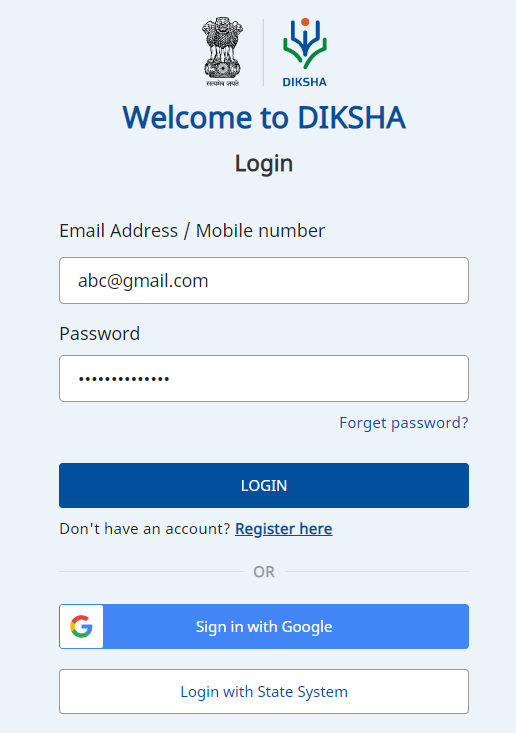 सत्यमेव जयते
DIKSHA
Welcome to DIKSHA
Login
Email Address / Mobile number
abc@gmail.com
Password
••••••••••••••
Forget password?
LOGIN
Don't have an account? Register here
OR
G
Sign in with Google
Login with State System